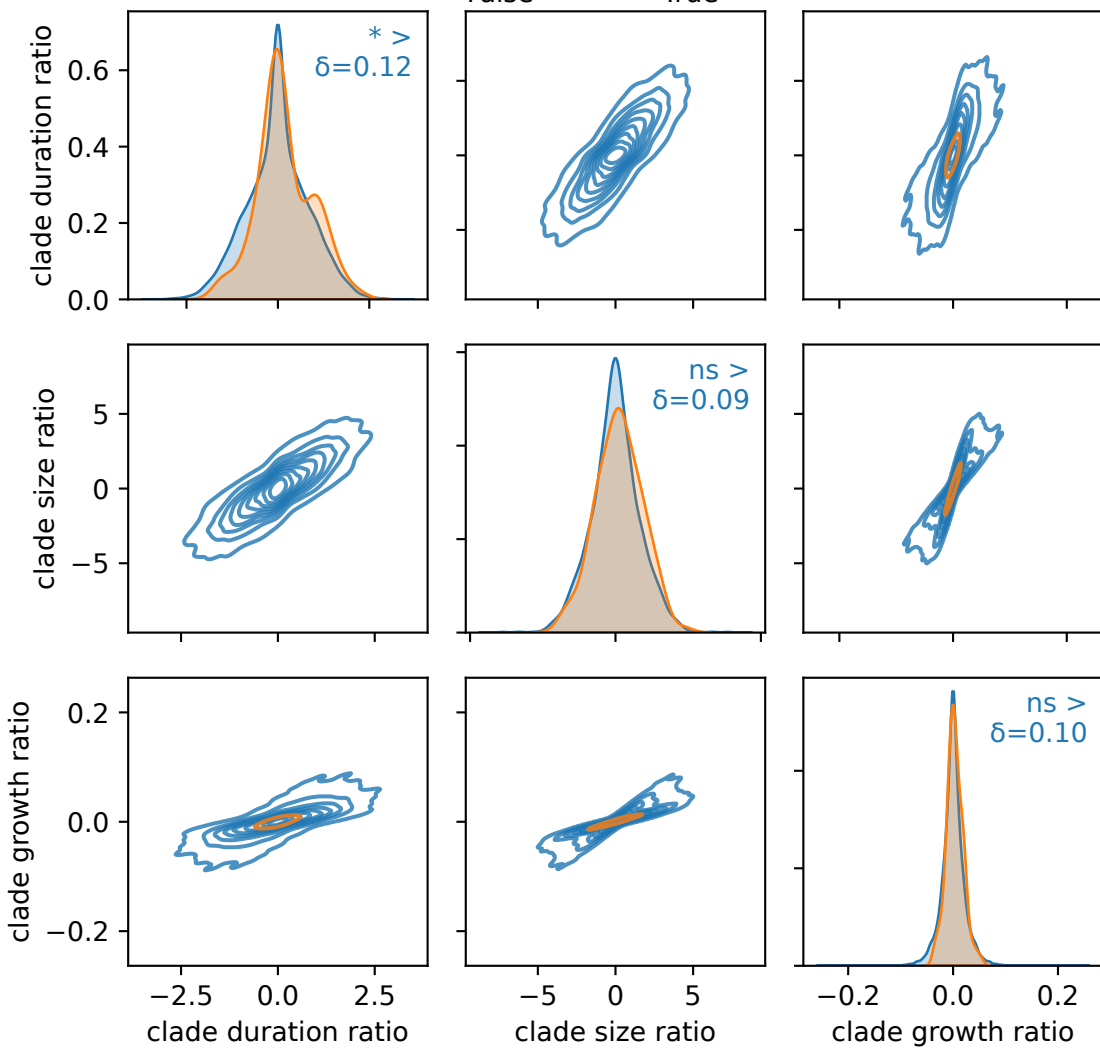 False True
clade duration ratio
0.6
0.4
0.2
0.0
* >
δ=0.12
clade size ratio
5
0
−5
ns >
δ=0.09
clade growth ratio
0.2
0.0
−0.2
ns >
δ=0.10
−2.5 0.0 2.5
clade duration ratio
−5 0 5
clade size ratio
−0.2 0.0 0.2
clade growth ratio